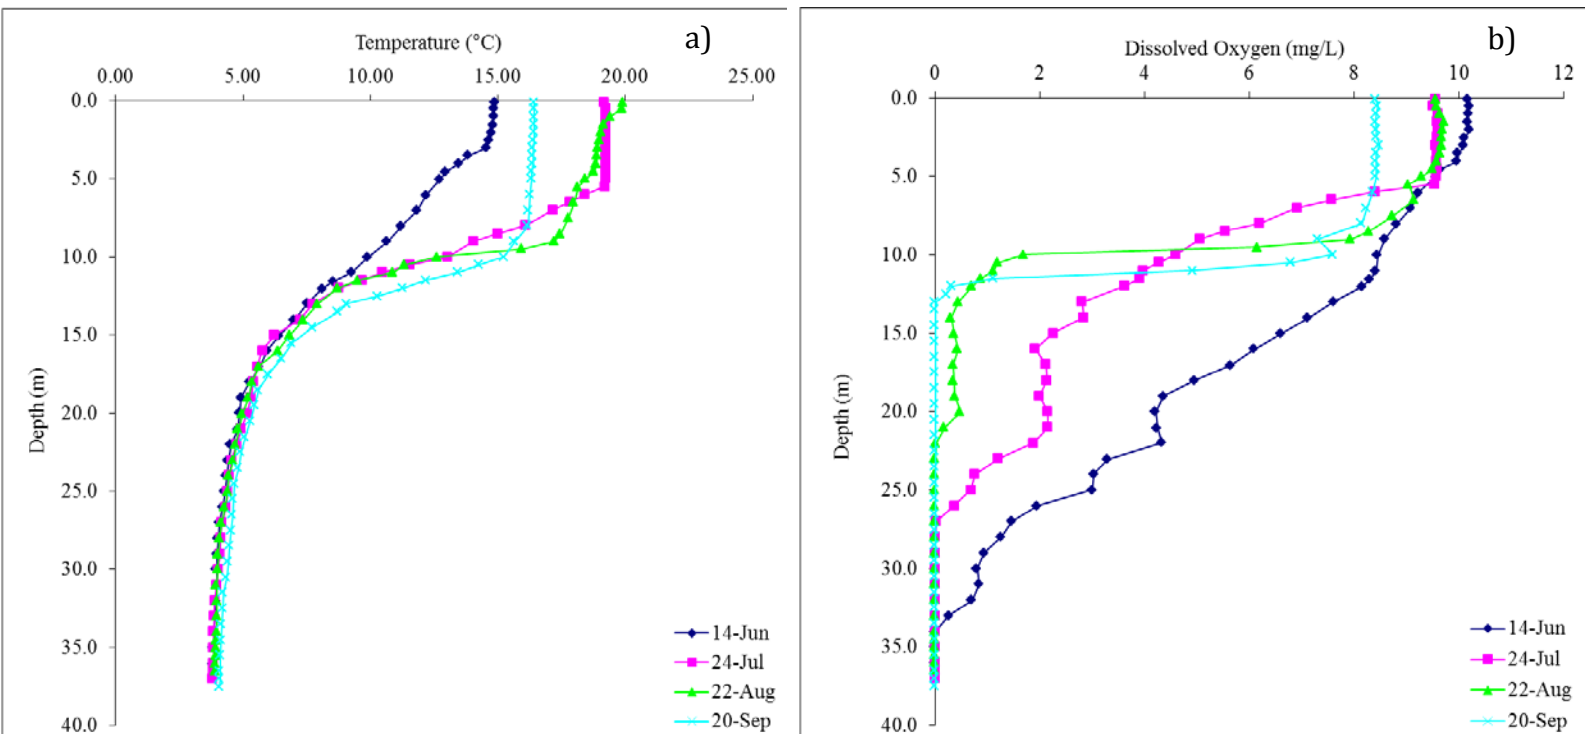 Temperature (°C)
a)
0.00 5.00 10.00 15.00 20.00 25.00
0.0
5.0
10.0
15.0
20.0
25.0
30.0
35.0
40.0
Depth (m)
14-Jun
24-Jul
22-Aug
20-Sep
Dissolved Oxygen (mg/L)
b)
0 2 4 6 8 10 12
0.0
5.0
10.0
15.0
20.0
25.0
30.0
35.0
40.0
Depth (m)
14-Jun
24-Jul
22-Aug
20-Sep